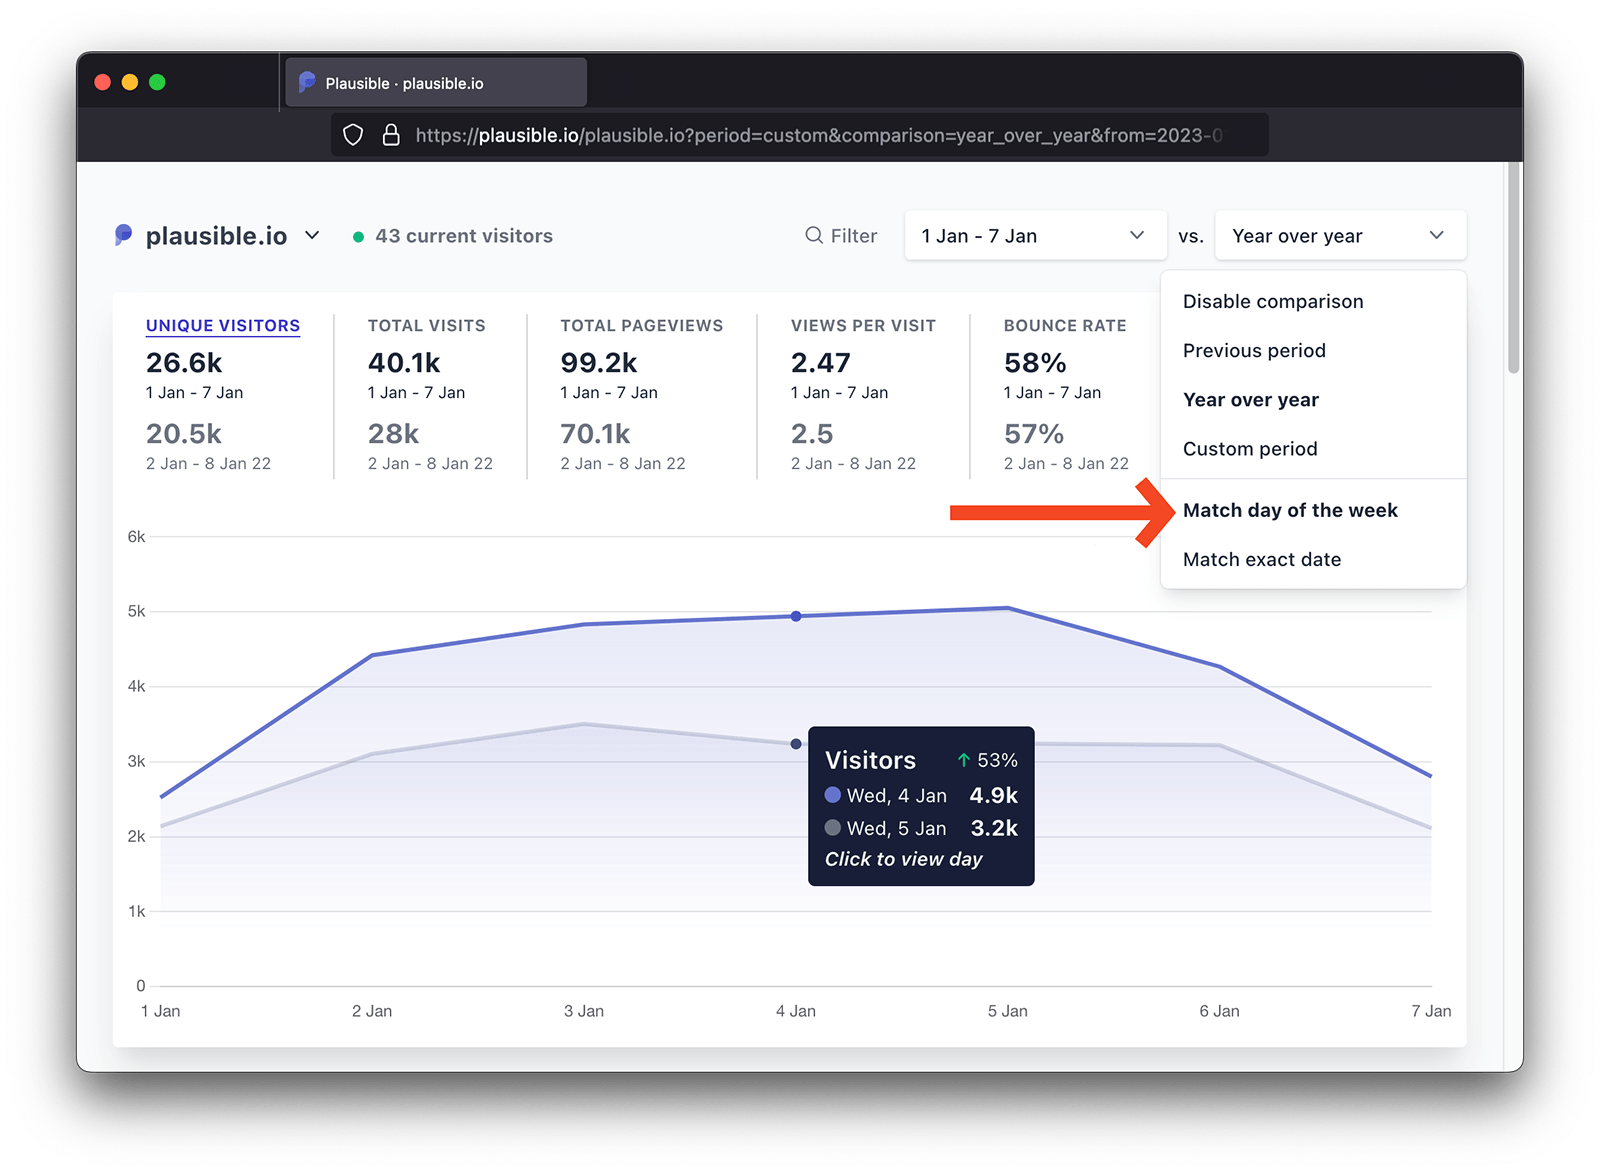 Plausible · plausible.io
https://plausible.io/plausible.io?period=custom&comparison=year_over_year&from=2023-0
plausible.io
43 current visitors
Filter
1 Jan - 7 Jan
vs.
Year over year
Disable comparison
Previous period
Year over year
Custom period
Match day of the week
Match exact date
UNIQUE VISITORS
26.6k
1 Jan - 7 Jan
20.5k
2 Jan - 8 Jan 22
TOTAL VISITS
40.1k
1 Jan - 7 Jan
28k
2 Jan - 8 Jan 22
TOTAL PAGEVIEWS
99.2k
1 Jan - 7 Jan
70.1k
2 Jan - 8 Jan 22
VIEWS PER VISIT
2.47
1 Jan - 7 Jan
2.5
2 Jan - 8 Jan 22
BOUNCE RATE
58%
1 Jan - 7 Jan
57%
2 Jan - 8 Jan 22
6k
5k
4k
3k
2k
1k
0
Visitors ↑ 53%
Wed, 4 Jan 4.9k
Wed, 5 Jan 3.2k
Click to view day
1 Jan 2 Jan 3 Jan 4 Jan 5 Jan 6 Jan 7 Jan